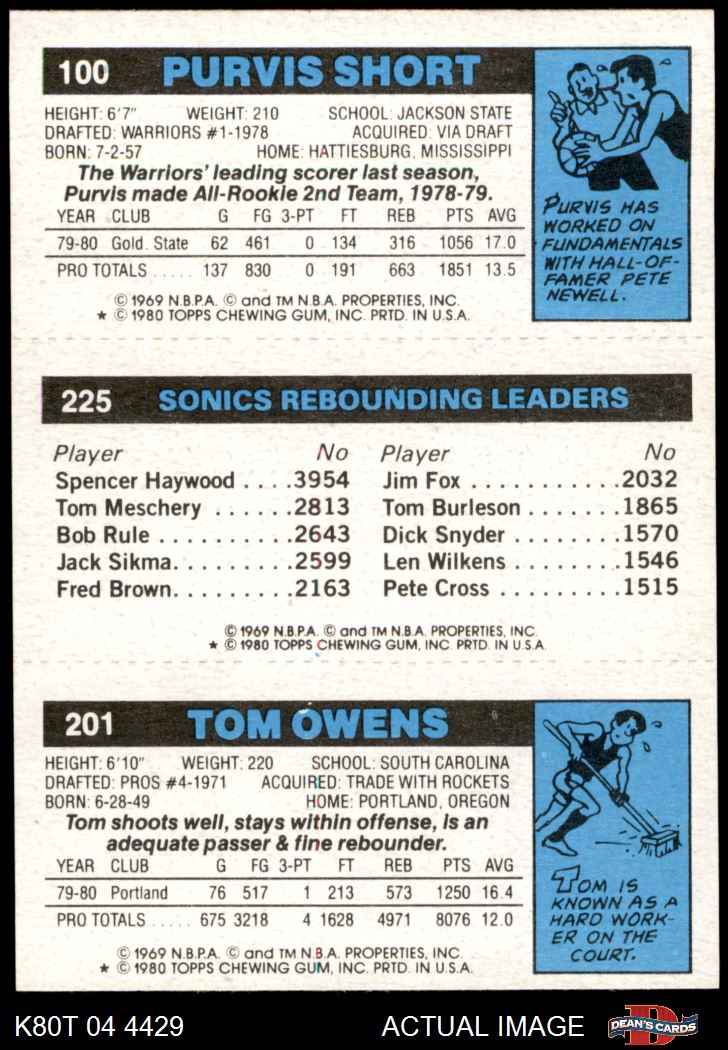 100 PURVIS SHORT
HEIGHT: 6'7" WEIGHT: 210 SCHOOL: JACKSON STATE
DRAFTED: WARRIORS #1-1978 ACQUIRED: VIA DRAFT
BORN: 7-2-57 HOME: HATTIESBURG, MISSISSIPPI
The Warriors' leading scorer last season,
Purvis made All-Rookie 2nd Team, 1978-79.
YEAR CLUB G FG 3-PT FT REB PTS AVG
79-80 Gold. State 62 461 0 134 316 1056 17.0
PRO TOTALS ..... 137 830 0 191 663 1851 13.5
© 1969 N.B.P.A. © and TM N.B.A. PROPERTIES, INC.
* © 1980 TOPPS CHEWING GUM, INC. PRTD. IN U.S.A.
PURVIS HAS
WORKED ON
FUNDAMENTALS
WITH HALL-OF-
FAMER PETE
NEWELL.
225 SONICS REBOUNDING LEADERS
Player No Player No
Spencer Haywood ....3954 Jim Fox ...........2032
Tom Meschery ......2813 Tom Burleson .......1865
Bob Rule ..........2643 Dick Snyder ........1570
Jack Sikma.........2599 Len Wilkens ........1546
Fred Brown.........2163 Pete Cross .........1515
© 1969 N.B.P.A. © and TM N.B.A. PROPERTIES, INC.
* © 1980 TOPPS CHEWING GUM, INC. PRTD. IN U.S.A.
201 TOM OWENS
HEIGHT: 6'10" WEIGHT: 220 SCHOOL: SOUTH CAROLINA
DRAFTED: PROS #4-1971 ACQUIRED: TRADE WITH ROCKETS
BORN: 6-28-49 HOME: PORTLAND, OREGON
Tom shoots well, stays within offense, is an
adequate passer & fine rebounder.
YEAR CLUB G FG 3-PT FT REB PTS AVG
79-80 Portland 76 517 1 213 573 1250 16.4
PRO TOTALS ..... 675 3218 4 1628 4971 8076 12.0
© 1969 N.B.P.A. © and TM N.B.A. PROPERTIES, INC.
* © 1980 TOPPS CHEWING GUM, INC. PRTD. IN U.S.A.
TOM IS
KNOWN AS A
HARD WORK-
ER ON THE
COURT.
K80T 04 4429 ACTUAL IMAGE D DEAN'S CARDS